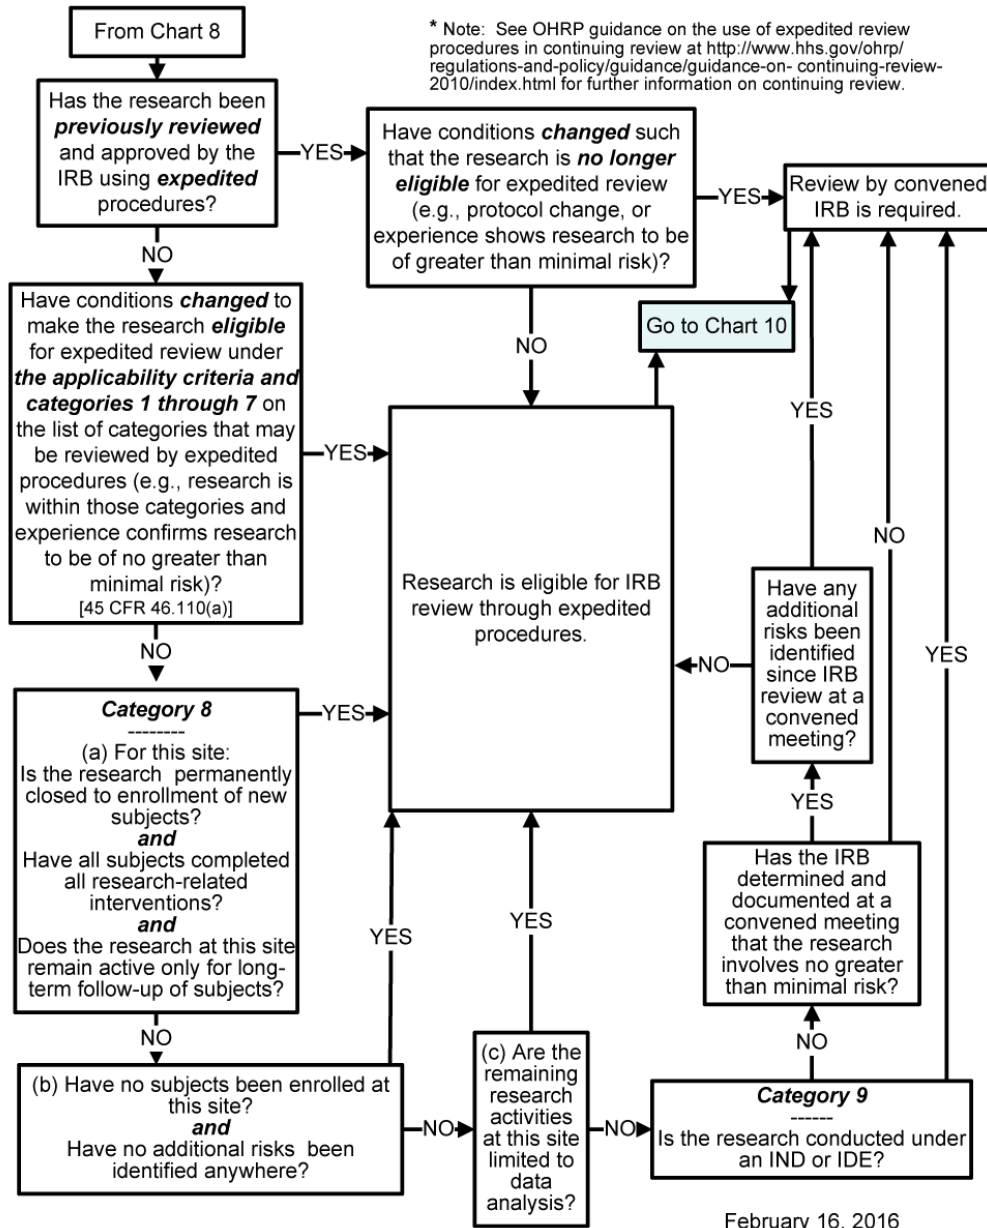 From Chart 8
* Note: See OHRP guidance on the use of expedited review
procedures in continuing review at http://www.hhs.gov/ohrp/
regulations-and-policy/guidance/guidance-on- continuing-review-
2010/index.html for further information on continuing review.
Has the research been
previously reviewed
and approved by the
IRB using expedited
procedures?
YES
Have conditions changed such
that the research is no longer
eligible for expedited review
(e.g., protocol change, or
experience shows research to be
of greater than minimal risk)?
YES
Review by convened
IRB is required.
NO
Have conditions changed to
make the research eligible
for expedited review under
the applicability criteria and
categories 1 through 7 on
the list of categories that may
be reviewed by expedited
procedures (e.g., research is
within those categories and
experience confirms research
to be of no greater than
minimal risk)?
[45 CFR 46.110(a)]
NO
Go to Chart 10
YES
YES
NO
YES
Research is eligible for IRB
review through expedited
procedures.
Have any
additional
risks been
identified
since IRB
review at a
convened
meeting?
NO
NO
Category 8
--------
(a) For this site:
Is the research permanently
closed to enrollment of new
subjects?
and
Have all subjects completed
all research-related
interventions?
and
Does the research at this site
remain active only for long-
term follow-up of subjects?
YES
YES
YES
YES
Has the IRB
determined and
documented at a
convened meeting
that the research
involves no greater
than minimal risk?
NO
NO
(b) Have no subjects been enrolled at
this site?
and
Have no additional risks been
identified anywhere?
NO
(c) Are the
remaining
research
activities
at this site
limited to
data
analysis?
NO
Category 9
------
Is the research conducted under
an IND or IDE?
February 16, 2016